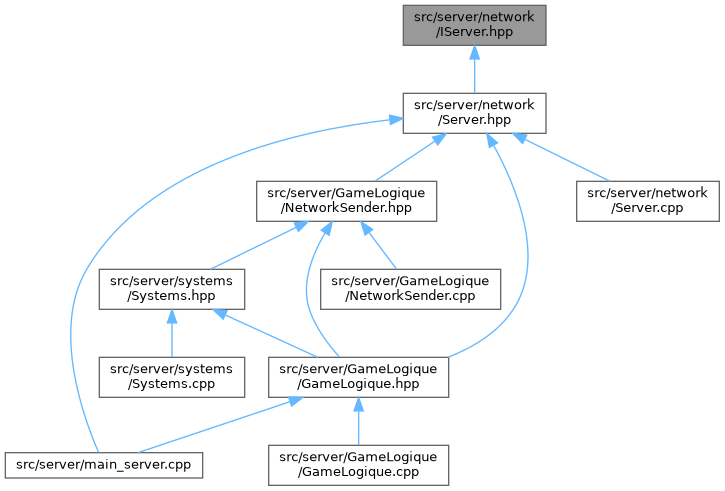 src/server/network
/IServer.hpp
src/server/network
/Server.hpp
src/server/GameLogique
/NetworkSender.hpp
src/server/network
/Server.cpp
src/server/systems
/Systems.hpp
src/server/GameLogique
/NetworkSender.cpp
src/server/systems
/Systems.cpp
src/server/GameLogique
/GameLogique.hpp
src/server/main_server.cpp
src/server/GameLogique
/GameLogique.cpp